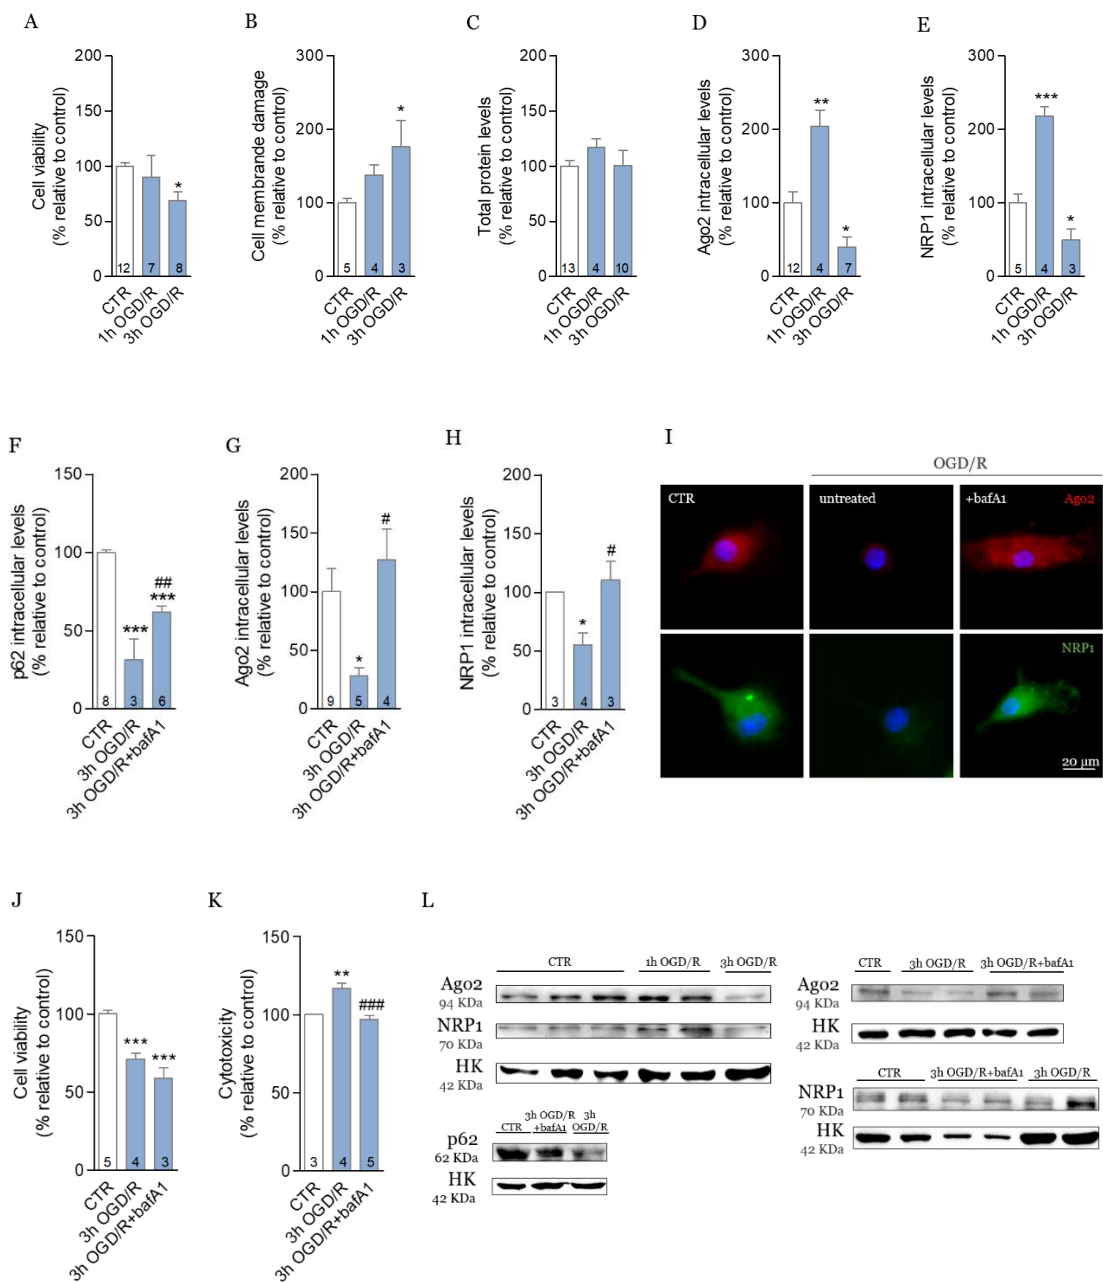 A
Cell viability
(% relative to control)
200
150
100
50
0
*
12
7
8
CTR
1h OGD/R
3h OGD/R
B
Cell membrande damage
(% relative to control)
300
200
100
0
*
5
4
3
CTR
1h OGD/R
3h OGD/R
C
Total protein levels
(% relative to control)
200
150
100
50
0
13
4
10
CTR
1h OGD/R
3h OGD/R
D
Ago2 intracellular levels
(% relative to control)
300
200
100
0
**
*
12
4
7
CTR
1h OGD/R
3h OGD/R
E
NRP1 intracellular levels
(% relative to control)
300
200
100
0
***
*
5
4
3
CTR
1h OGD/R
3h OGD/R
F
p62 intracellular levels
(% relative to control)
150
100
50
0
***
##
***
8
3
6
CTR
3h OGD/R
3h OGD/R+bafA1
G
Ago2 intracellular levels
(% relative to control)
200
150
100
50
0
*
#
9
5
4
CTR
3h OGD/R
3h OGD/R+bafA1
H
NRP1 intracellular levels
(% relative to control)
200
150
100
50
0
*
#
3
4
3
CTR
3h OGD/R
3h OGD/R+bafA1
I
OGD/R
CTR
untreated
+bafA1
Ago2
NRP1
20 µm
J
Cell viability
(% relative to control)
150
100
50
0
***
***
5
4
3
CTR
3h OGD/R
3h OGD/R+bafA1
K
Cytotoxicity
(% relative to control)
150
100
50
0
**
###
3
4
5
CTR
3h OGD/R
3h OGD/R+bafA1
L
CTR
1h OGD/R
3h OGD/R
Ago2
94 KDa
NRP1
70 KDa
HK
42 KDa
CTR
3h OGD/R
+bafA1
3h
OGD/R
p62
62 KDa
HK
42 KDa
CTR
3h OGD/R
3h OGD/R+bafA1
Ago2
94 KDa
HK
42 KDa
CTR
3h OGD/R+bafA1
3h OGD/R
NRP1
70 KDa
HK
42 KDa